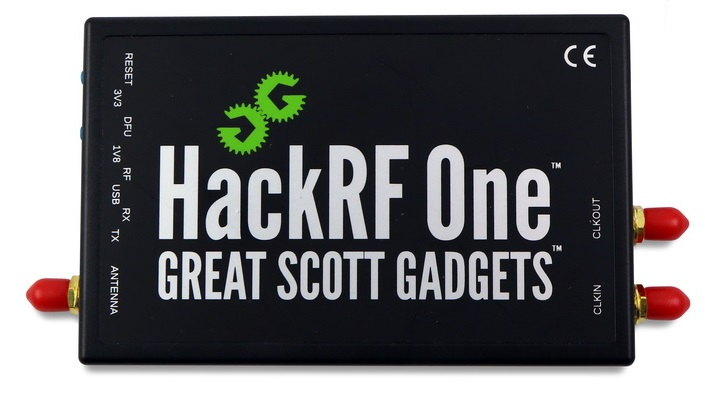 CE
RESET
3V3
DFU
1V8
RF
USB
RX
TX
ANTENNA
HackRF One™
GREAT SCOTT GADGETS™
CLKOUT
CLKIN